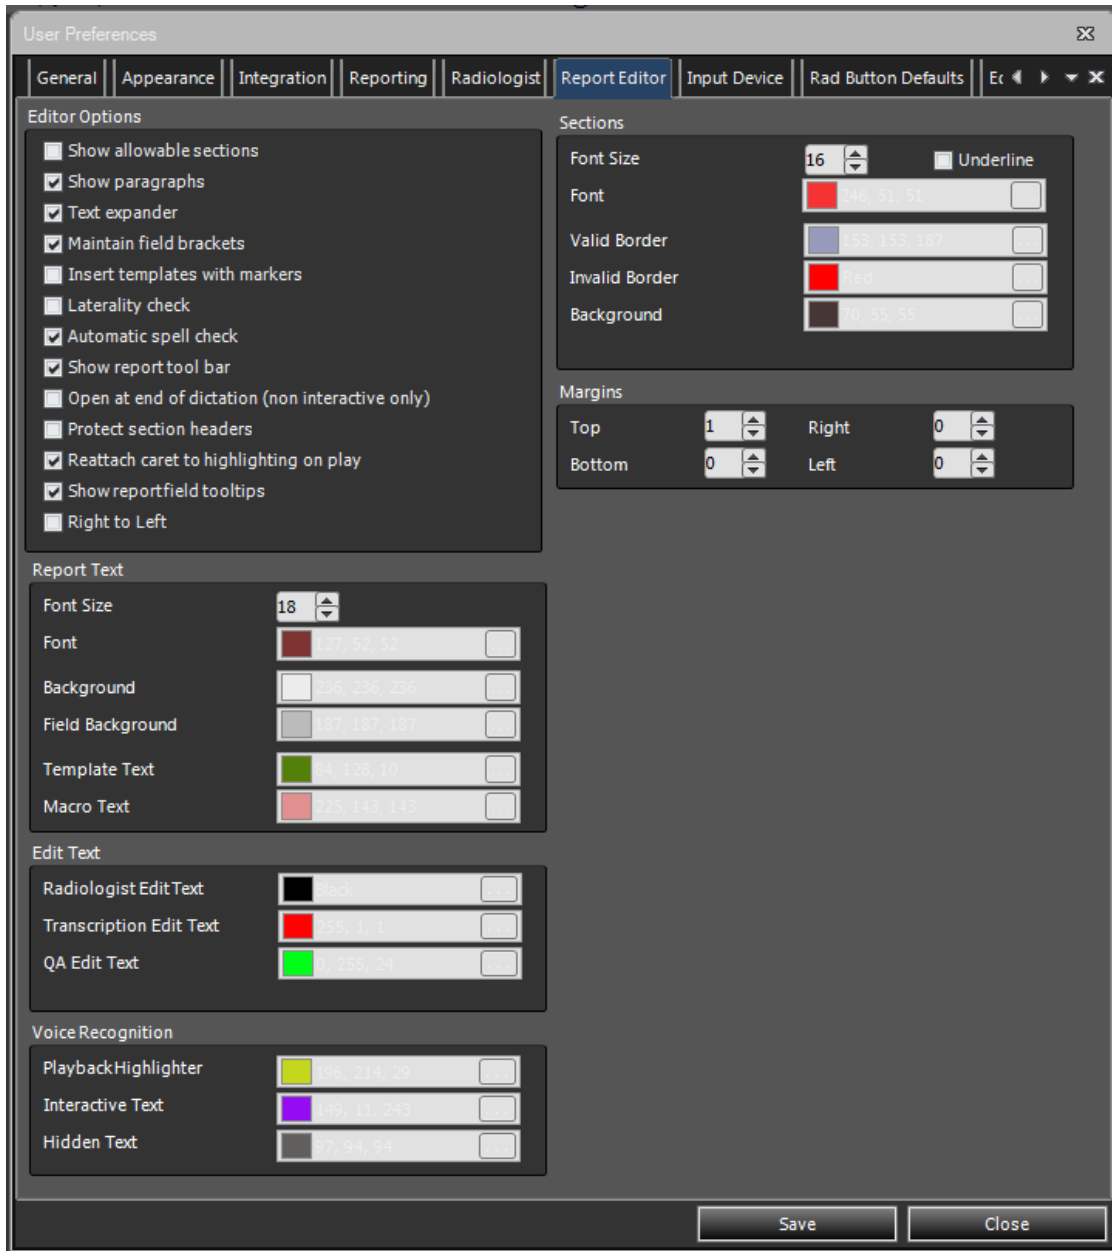 User Preferences
General Appearance Integration Reporting Radiologist Report Editor Input Device Rad Button Defaults
Editor Options
Show allowable sections
Show paragraphs
Text expander
Maintain field brackets
Insert templates with markers
Laterality check
Automatic spell check
Show report tool bar
Open at end of dictation (non interactive only)
Protect section headers
Reattach caret to highlighting on play
Show report field tooltips
Right to Left
Sections
Font Size 16 Underline
Font 246, 51, 51 ...
Valid Border 153, 153, 187 ...
Invalid Border Red ...
Background 70, 55, 55 ...
Margins
Top 1 Right 0
Bottom 0 Left 0
Report Text
Font Size 18
Font 127, 52, 52 ...
Background 236, 236, 236 ...
Field Background 187, 187, 187 ...
Template Text 84, 128, 10 ...
Macro Text 225, 143, 143 ...
Edit Text
Radiologist Edit Text Black ...
Transcription Edit Text 255, 1, 1 ...
QA Edit Text 0, 255, 24 ...
Voice Recognition
Playback Highlighter 196, 214, 29 ...
Interactive Text 149, 11, 243 ...
Hidden Text 97, 94, 94 ...
Save Close